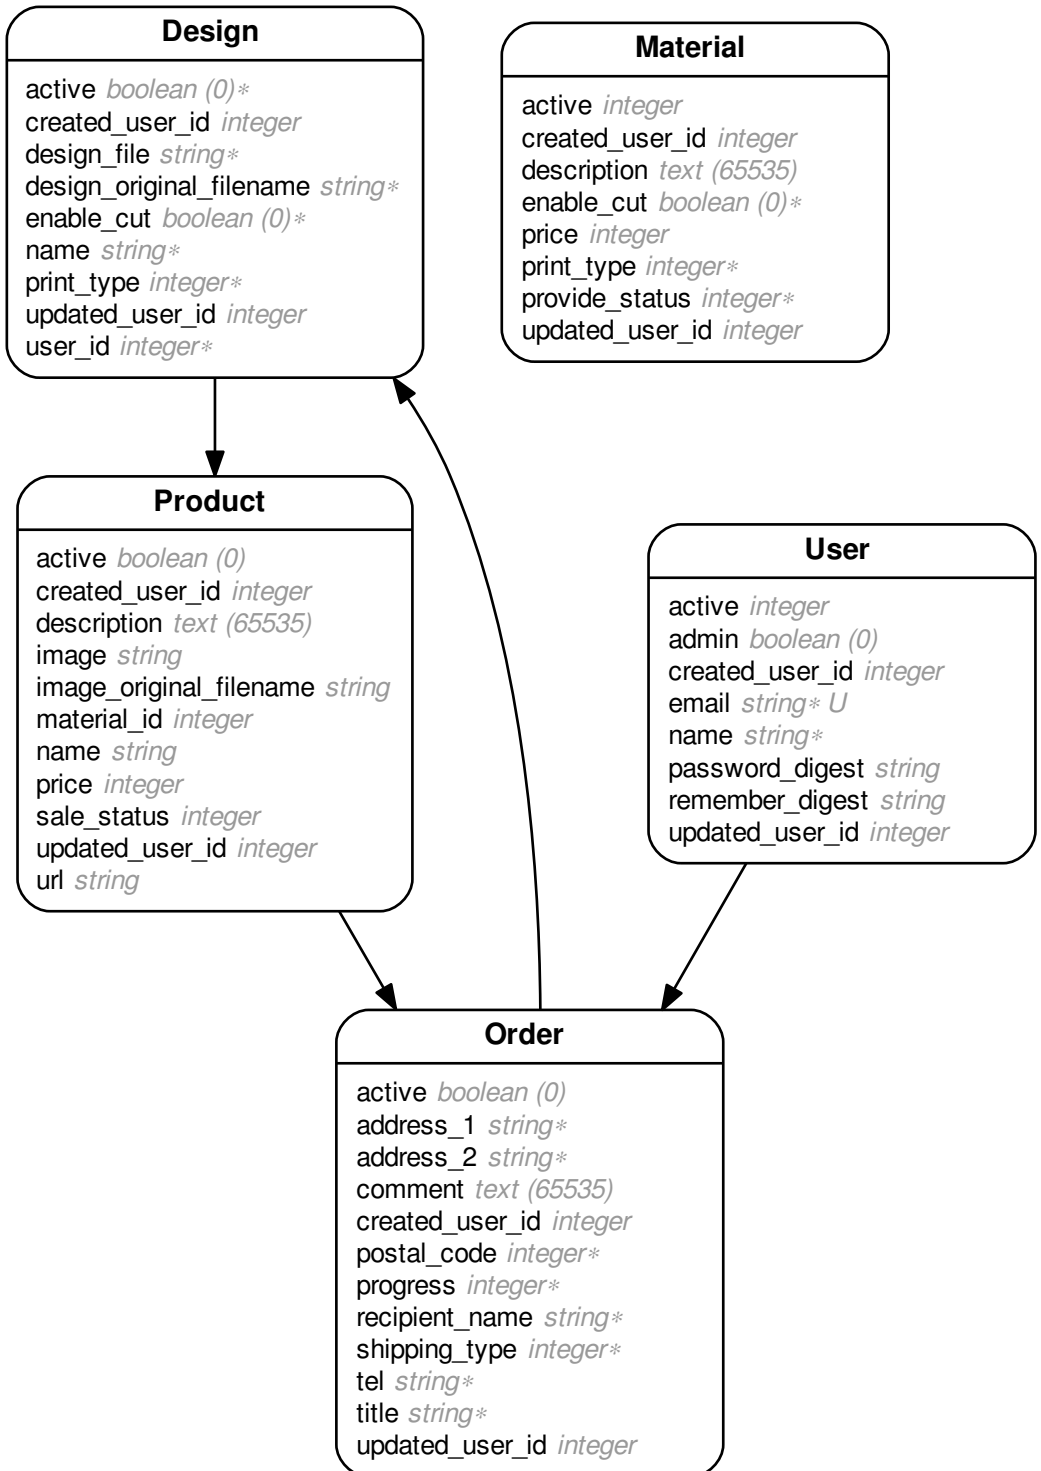 Design
active boolean (0)∗
created_user_id integer
design_file string∗
design_original_filename string∗
enable_cut boolean (0)∗
name string∗
print_type integer∗
updated_user_id integer
user_id integer∗
Material
active integer
created_user_id integer
description text (65535)
enable_cut boolean (0)∗
price integer
print_type integer∗
provide_status integer∗
updated_user_id integer
Product
active boolean (0)
created_user_id integer
description text (65535)
image string
image_original_filename string
material_id integer
name string
price integer
sale_status integer
updated_user_id integer
url string
User
active integer
admin boolean (0)
created_user_id integer
email string∗ U
name string∗
password_digest string
remember_digest string
updated_user_id integer
Order
active boolean (0)
address_1 string∗
address_2 string∗
comment text (65535)
created_user_id integer
postal_code integer∗
progress integer∗
recipient_name string∗
shipping_type integer∗
tel string∗
title string∗
updated_user_id integer